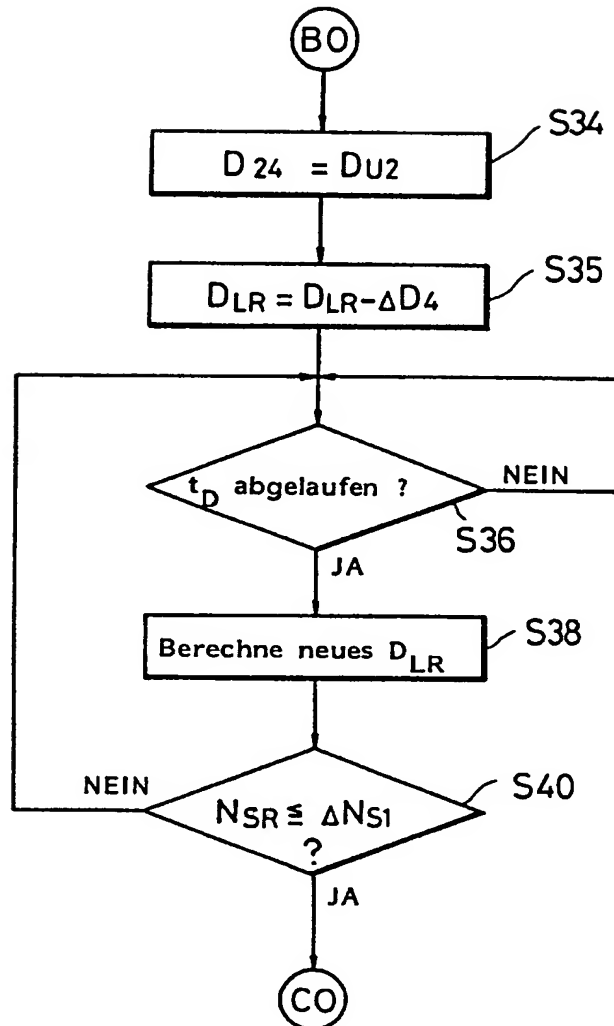 BO
S34
D24 = DU2
S35
DLR = DLR-ΔD4
tD abgelaufen ?
NEIN
S36
JA
S38
Berechne neues DLR
NEIN
S40
NSR ≦ ΔNS1
?
JA
CO